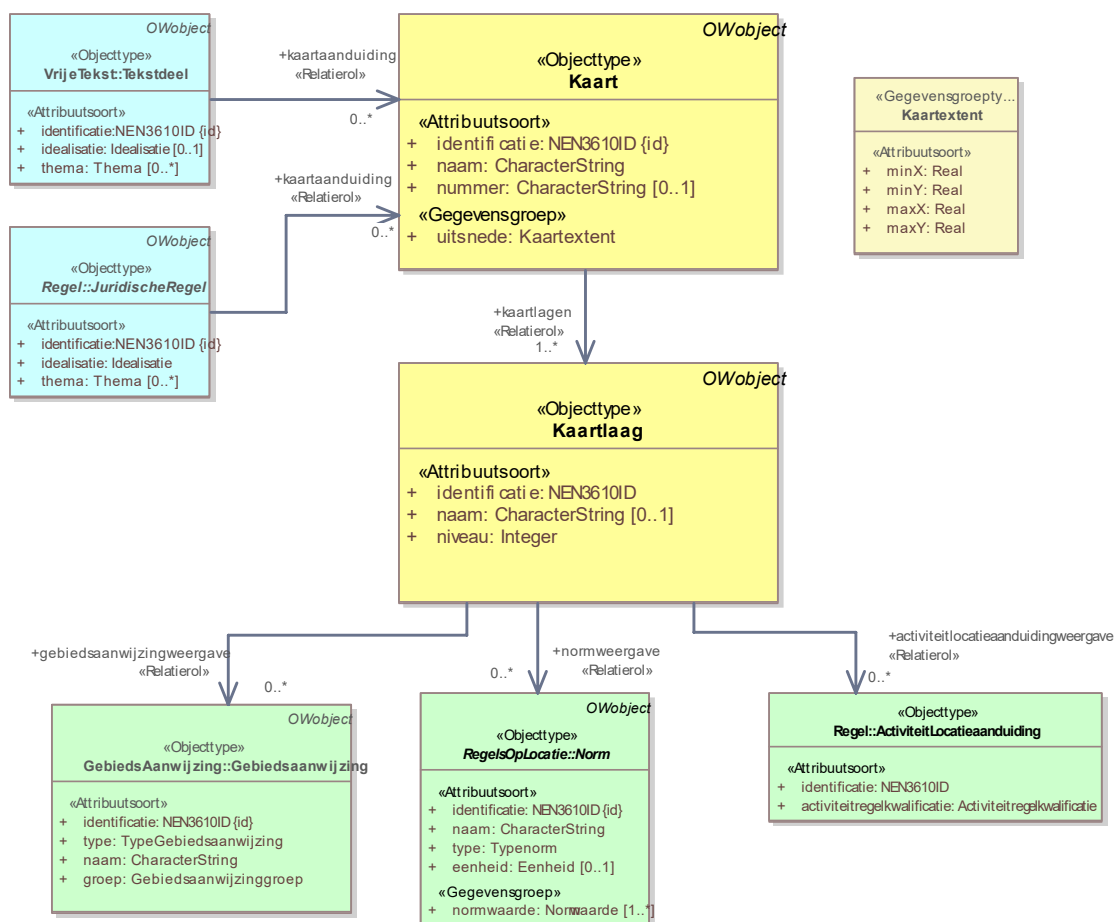 OWobject
«Objecttype»
VrijeTekst::Tekstdeel
«Attribuutsoort»
+ identificatie:NEN3610ID {id}
+ idealisatie: Idealisatie [0..1]
+ thema: Thema [0..*]
+kaartaanduiding
«Relatierol»
0..*
OWobject
«Objecttype»
Kaart
«Attribuutsoort»
+ identificatie: NEN3610ID {id}
+ naam: CharacterString
+ nummer: CharacterString [0..1]
«Gegevensgroep»
+ uitsnede: Kaartextent
«Gegevensgroepty...
Kaartextent
«Attribuutsoort»
+ minX: Real
+ minY: Real
+ maxX: Real
+ maxY: Real
+kaartaanduiding
«Relatierol»
0..*
OWobject
«Objecttype»
Regel::JuridischeRegel
«Attribuutsoort»
+ identificatie:NEN3610ID {id}
+ idealisatie: Idealisatie
+ thema: Thema [0..*]
+kaartlagen
«Relatierol»
1..*
OWobject
«Objecttype»
Kaartlaag
«Attribuutsoort»
+ identificatie: NEN3610ID
+ naam: CharacterString [0..1]
+ niveau: Integer
+gebiedsaanwijzingweergave
«Relatierol»
0..*
+normweergave
«Relatierol»
0..*
+activiteitlocatieaanduidingweergave
«Relatierol»
0..*
OWobject
«Objecttype»
GebiedsAanwijzing::Gebiedsaanwijzing
«Attribuutsoort»
+ identificatie: NEN3610ID {id}
+ type: TypeGebiedsaanwijzing
+ naam: CharacterString
+ groep: Gebiedsaanwijzinggroep
OWobject
«Objecttype»
RegelsOpLocatie::Norm
«Attribuutsoort»
+ identificatie: NEN3610ID {id}
+ naam: CharacterString
+ type: Typenorm
+ eenheid: Eenheid [0..1]
«Gegevensgroep»
+ normwaarde: Normwaarde [1..*]
«Objecttype»
Regel::ActiviteitLocatieaanduiding
«Attribuutsoort»
+ identificatie: NEN3610ID
+ activiteitregelkwalificatie: Activiteitregelkwalificatie